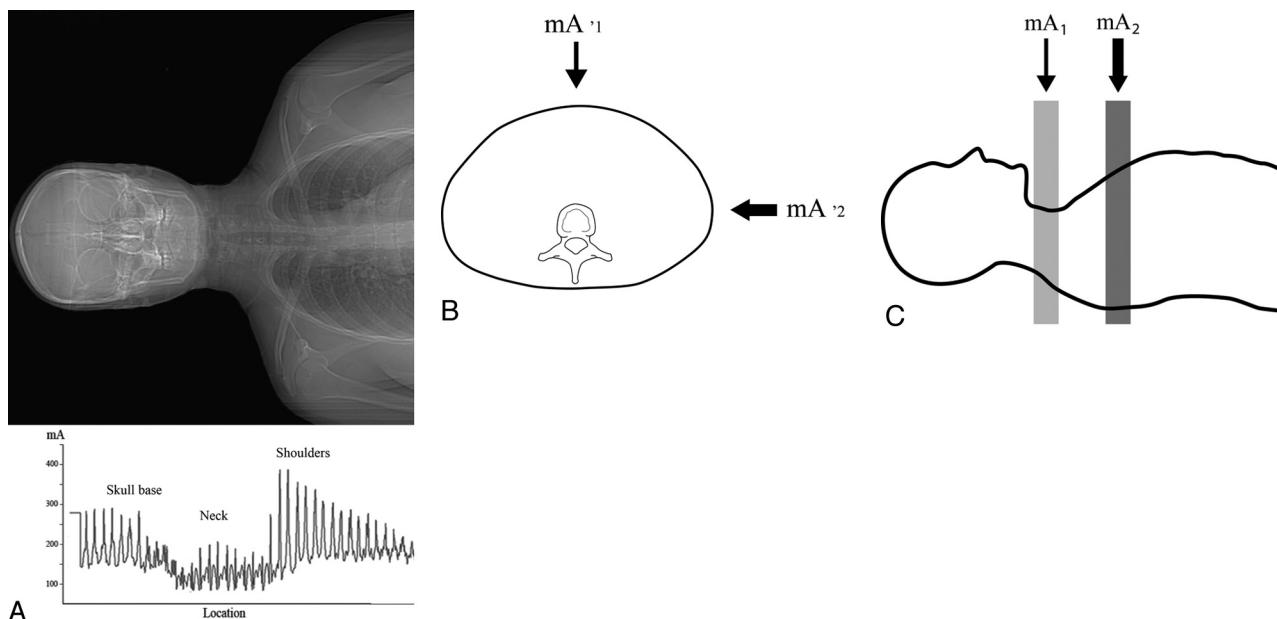 mA
400
300
200
100
Skull base
Neck
Shoulders
Location
A
mA '1
mA '2
B
mA₁ mA₂
C